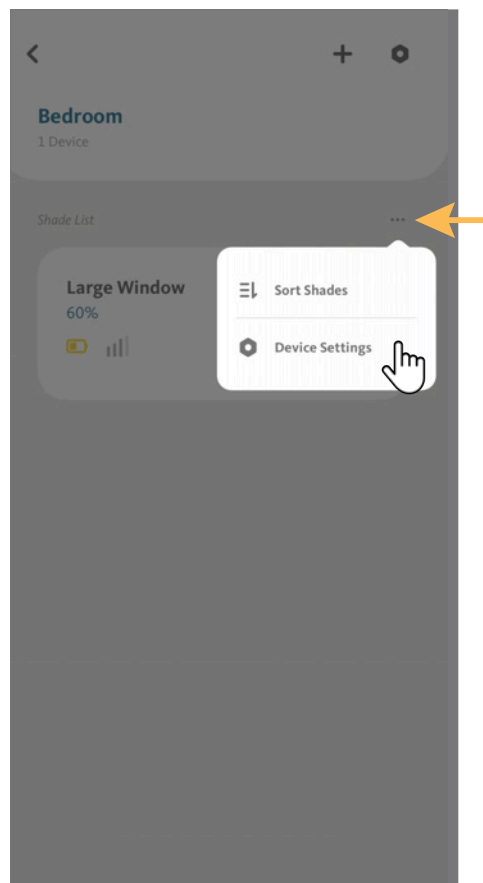 Bedroom
1 Device
Shade List
Large Window
60%
Sort Shades
Device Settings